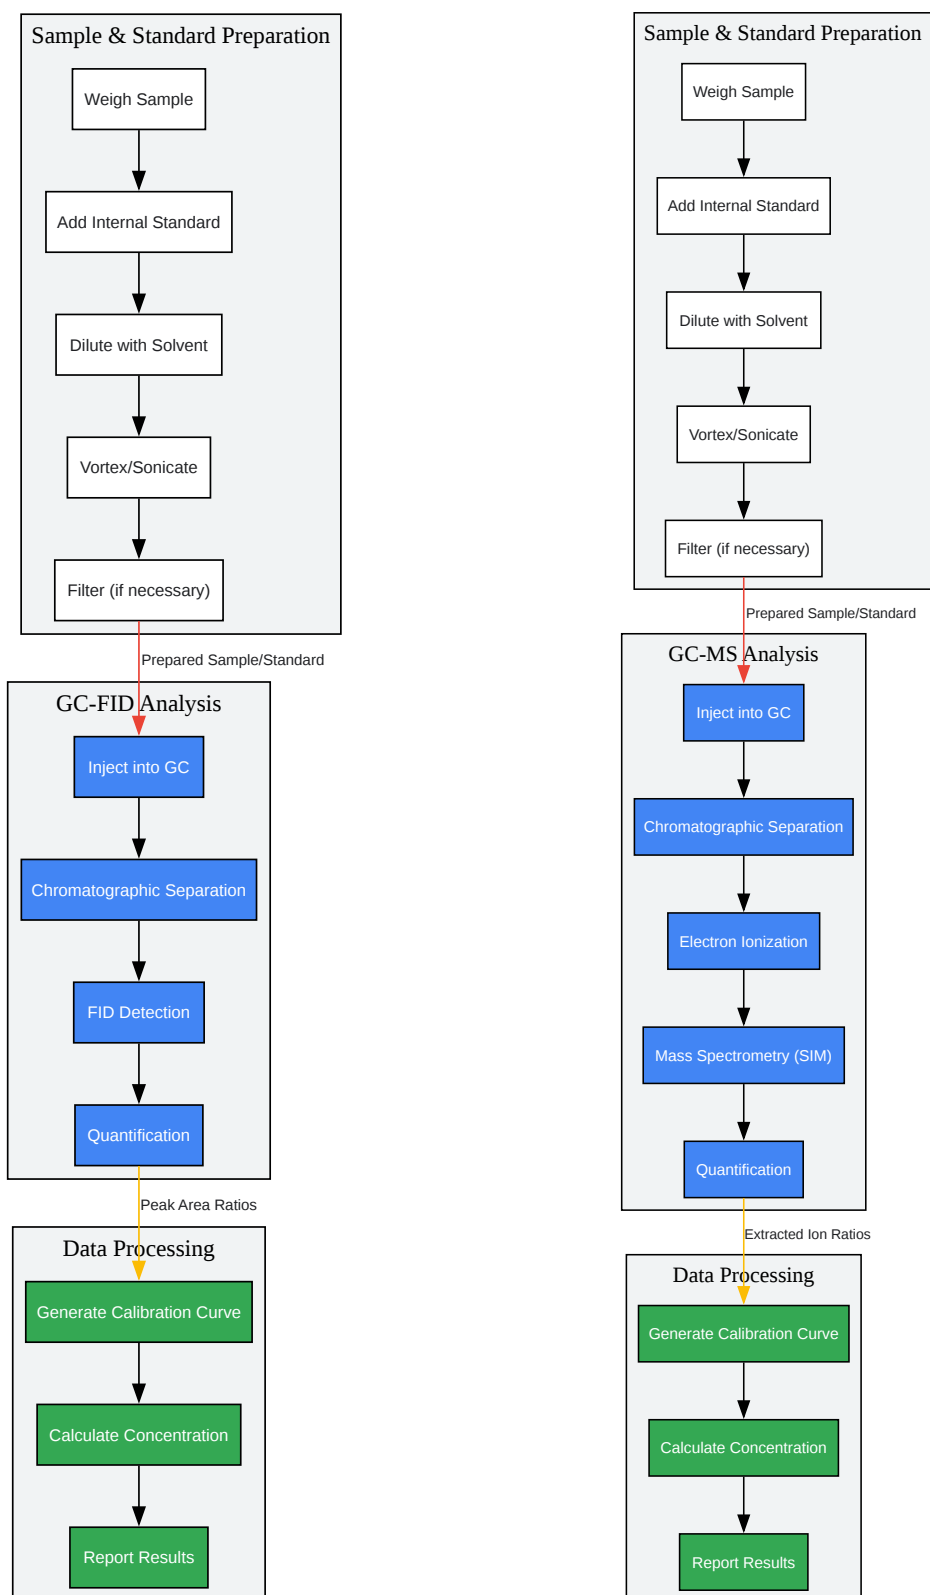 Sample & Standard Preparation
Weigh Sample
Add Internal Standard
Dilute with Solvent
Vortex/Sonicate
Filter (if necessary)
Prepared Sample/Standard
GC-FID Analysis
Inject into GC
Chromatographic Separation
FID Detection
Quantification
Peak Area Ratios
Data Processing
Generate Calibration Curve
Calculate Concentration
Report Results
Sample & Standard Preparation
Weigh Sample
Add Internal Standard
Dilute with Solvent
Vortex/Sonicate
Filter (if necessary)
Prepared Sample/Standard
GC-MS Analysis
Inject into GC
Chromatographic Separation
Electron Ionization
Mass Spectrometry (SIM)
Quantification
Extracted Ion Ratios
Data Processing
Generate Calibration Curve
Calculate Concentration
Report Results